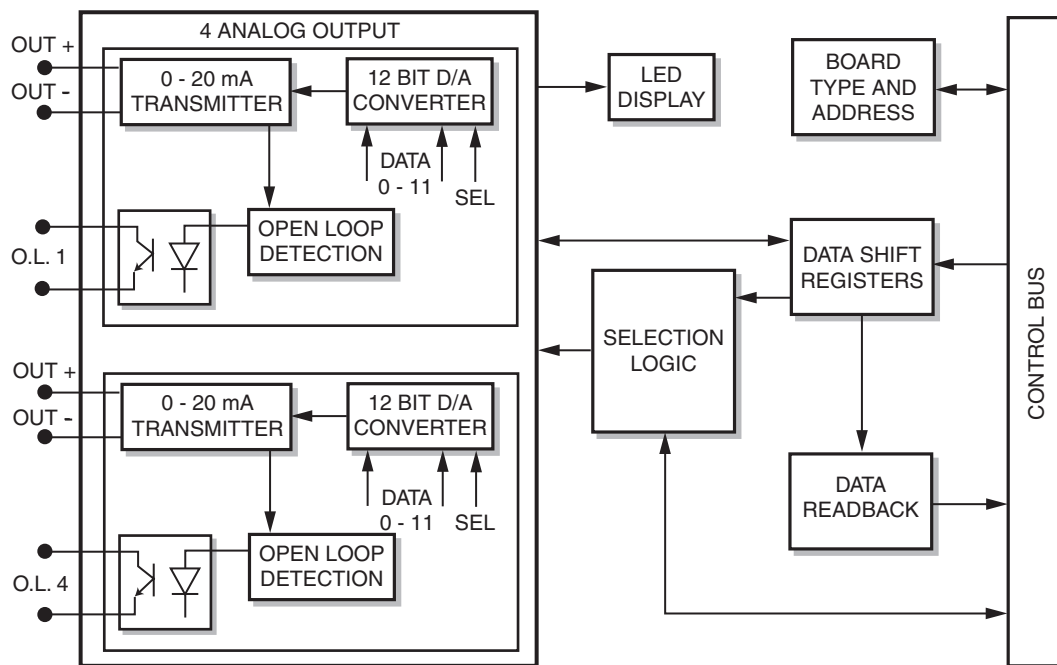 4 ANALOG OUTPUT
OUT +
OUT -
0 - 20 mA
TRANSMITTER
12 BIT D/A
CONVERTER
DATA
0 - 11
SEL
O.L. 1
OPEN LOOP
DETECTION
OUT +
OUT -
0 - 20 mA
TRANSMITTER
12 BIT D/A
CONVERTER
DATA
0 - 11
SEL
O.L. 4
OPEN LOOP
DETECTION
LED
DISPLAY
BOARD
TYPE AND
ADDRESS
DATA SHIFT
REGISTERS
SELECTION
LOGIC
DATA
READBACK
CONTROL BUS